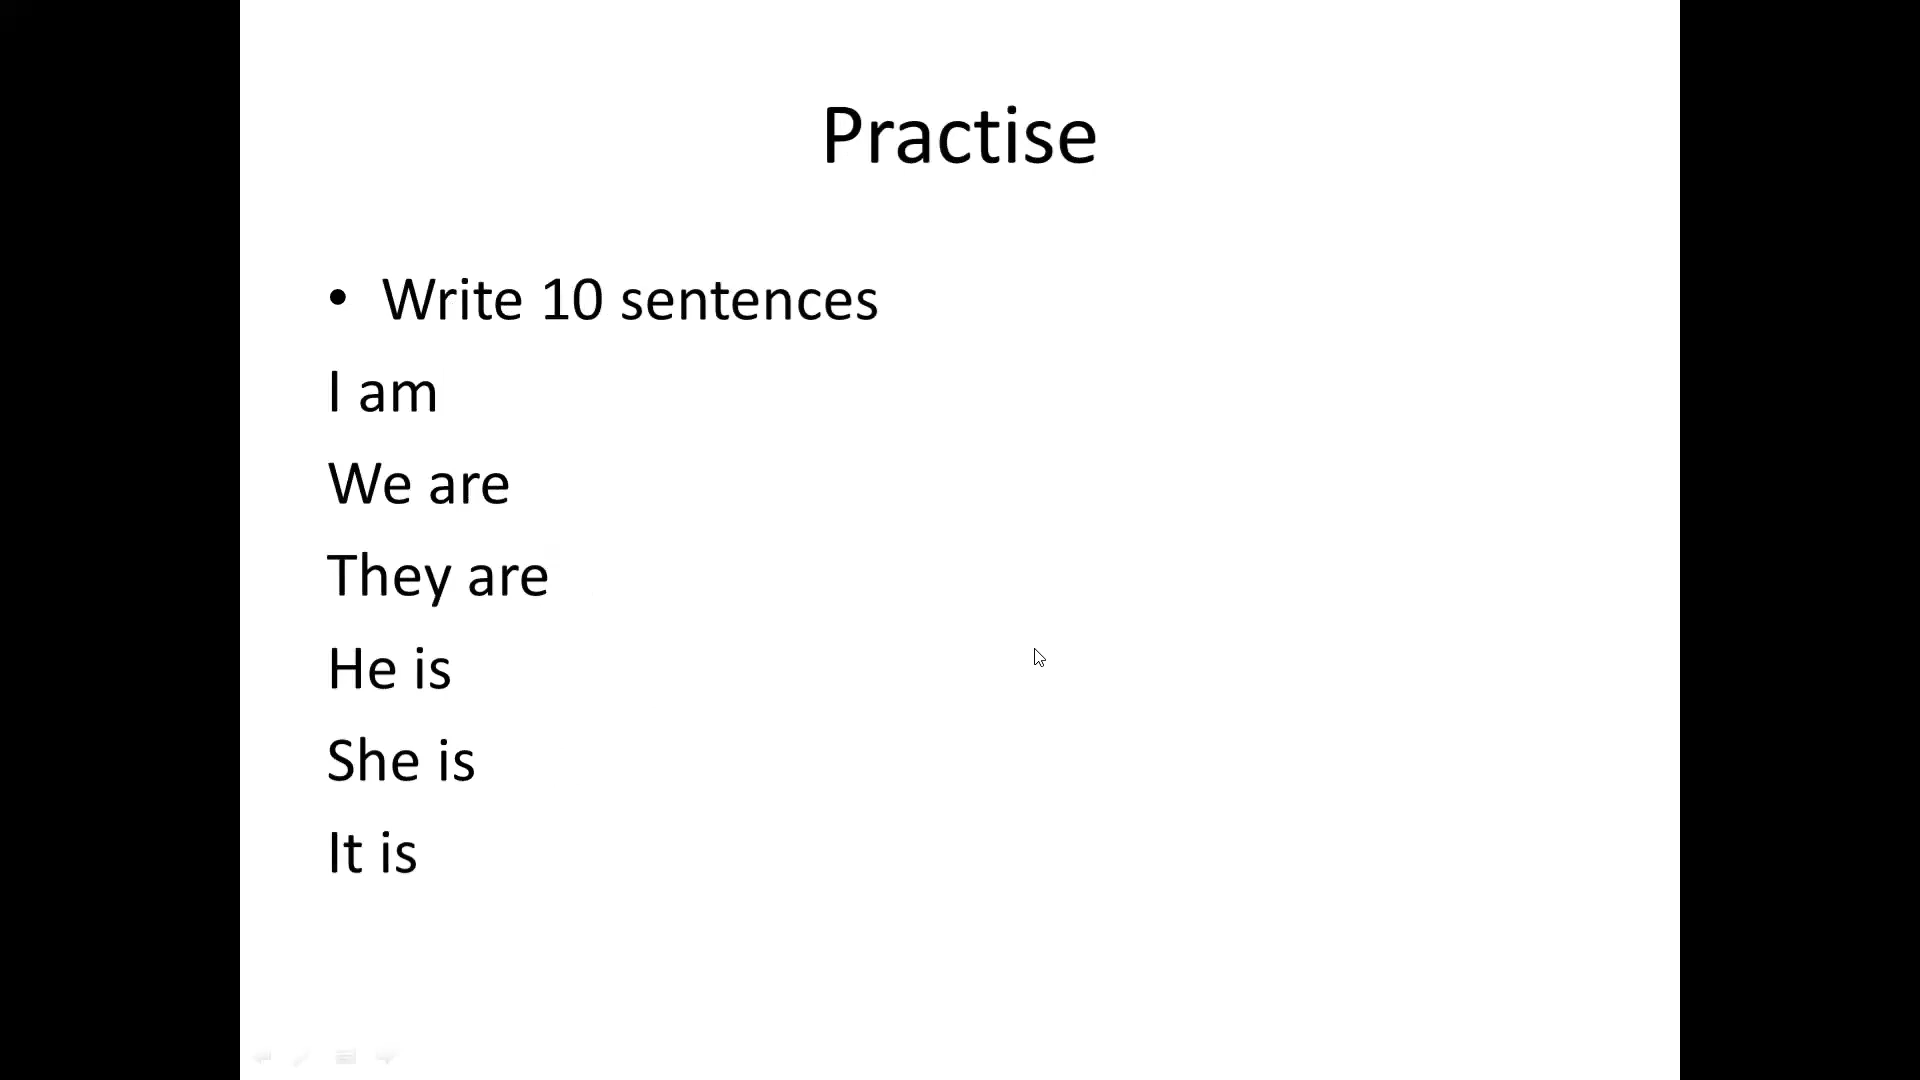 Practise
• Write 10 sentences
I am
We are
They are
He is
She is
It is